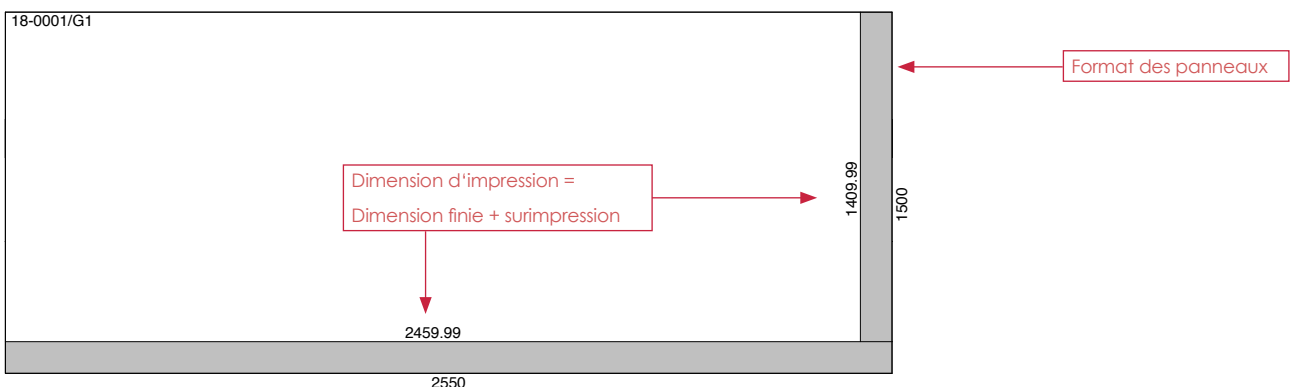 18-0001/G1
Format des panneaux
Dimension d‘impression =
Dimension finie + surimpression
1409.99
1500
2459.99
2550